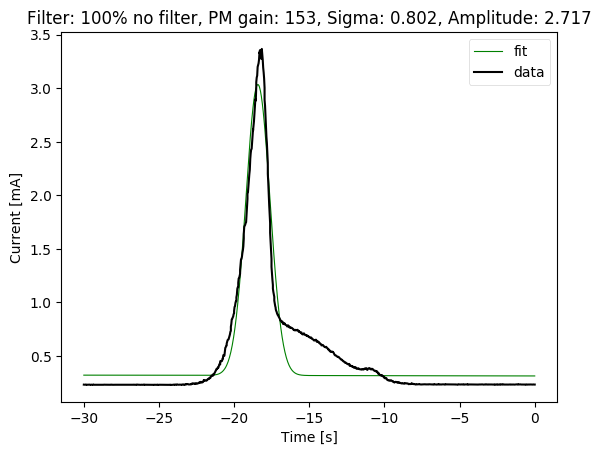 Filter: 100% no filter, PM gain: 153, Sigma: 0.802, Amplitude: 2.717
3.5
3.0
2.5
2.0
1.5
1.0
0.5
Current [mA]
fit
data
−30 −25 −20 −15 −10 −5 0
Time [s]